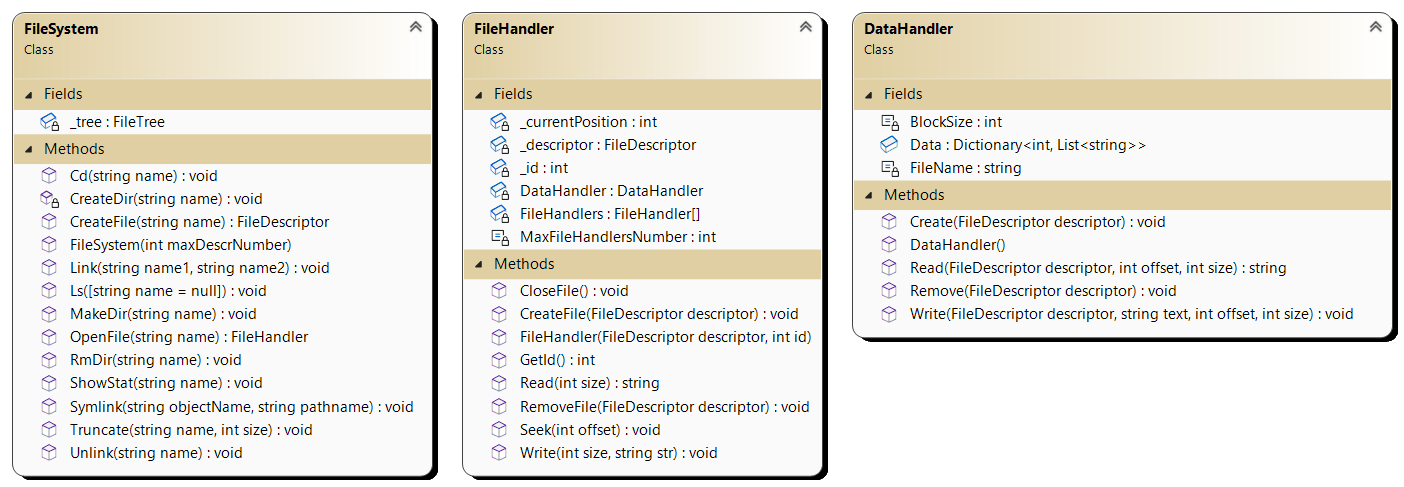 FileSystem
Class
Fields
_tree : FileTree
Methods
Cd(string name) : void
CreateDir(string name) : void
CreateFile(string name) : FileDescriptor
FileSystem(int maxDescrNumber)
Link(string name1, string name2) : void
Ls([string name = null]) : void
MakeDir(string name) : void
OpenFile(string name) : FileHandler
RmDir(string name) : void
ShowStat(string name) : void
Symlink(string objectName, string pathname) : void
Truncate(string name, int size) : void
Unlink(string name) : void
FileHandler
Class
Fields
_currentPosition : int
_descriptor : FileDescriptor
_id : int
DataHandler : DataHandler
FileHandlers : FileHandler[]
MaxFileHandlersNumber : int
Methods
CloseFile() : void
CreateFile(FileDescriptor descriptor) : void
FileHandler(FileDescriptor descriptor, int id)
GetId() : int
Read(int size) : string
RemoveFile(FileDescriptor descriptor) : void
Seek(int offset) : void
Write(int size, string str) : void
DataHandler
Class
Fields
BlockSize : int
Data : Dictionary<int, List<string>>
FileName : string
Methods
Create(FileDescriptor descriptor) : void
DataHandler()
Read(FileDescriptor descriptor, int offset, int size) : string
Remove(FileDescriptor descriptor) : void
Write(FileDescriptor descriptor, string text, int offset, int size) : void